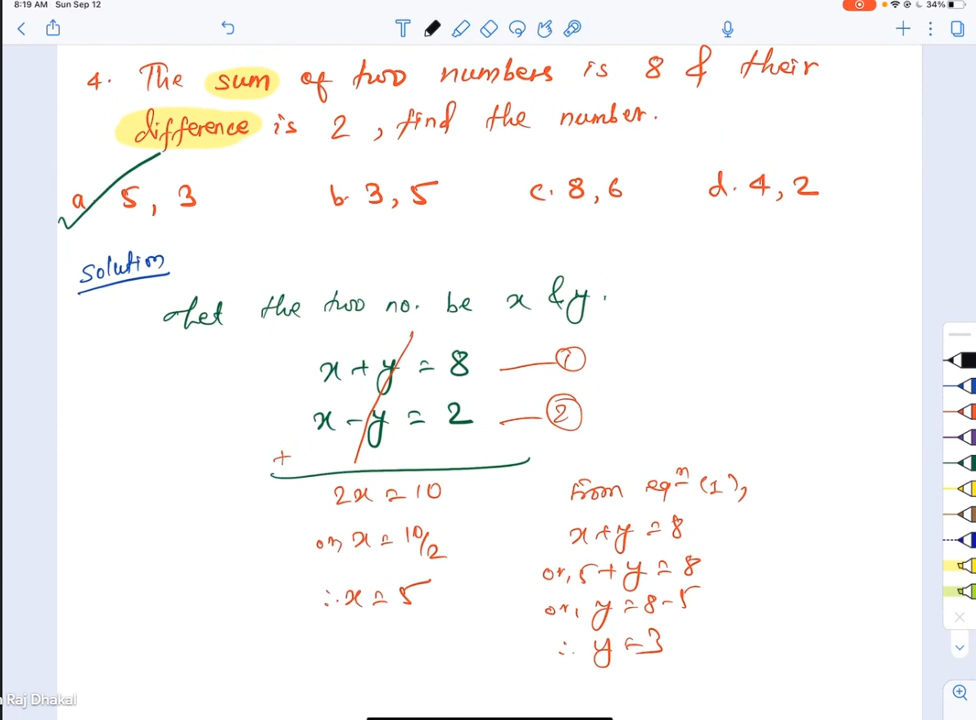 8:19 AM Sun Sep 12
34%
4. The sum of two numbers is 8 & their
difference is 2, find the number.
a. 5, 3 b. 3, 5 c. 8, 6 d. 4, 2
Solution
Let the two no. be x & y.
x + y = 8 — ①
x - y = 2 — ②
+
2x = 10
or, x = 10/2
∴ x = 5
From eqⁿ (1),
x + y = 8
or, 5 + y = 8
or, y = 8 - 5
∴ y = 3
Raj Dhakal